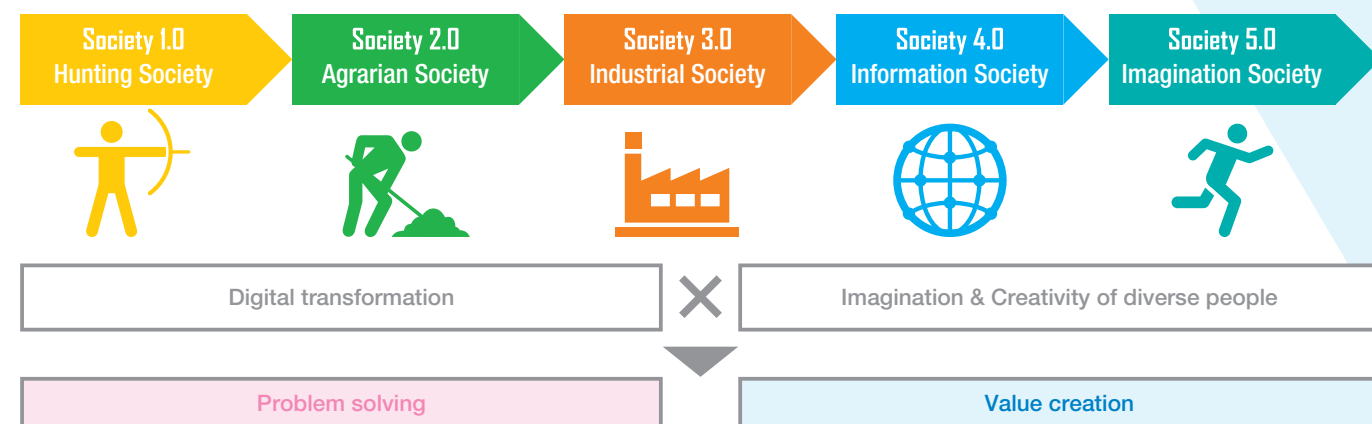 Society 1.0
Hunting Society
Society 2.0
Agrarian Society
Society 3.0
Industrial Society
Society 4.0
Information Society
Society 5.0
Imagination Society
Digital transformation
Imagination & Creativity of diverse people
Problem solving
Value creation